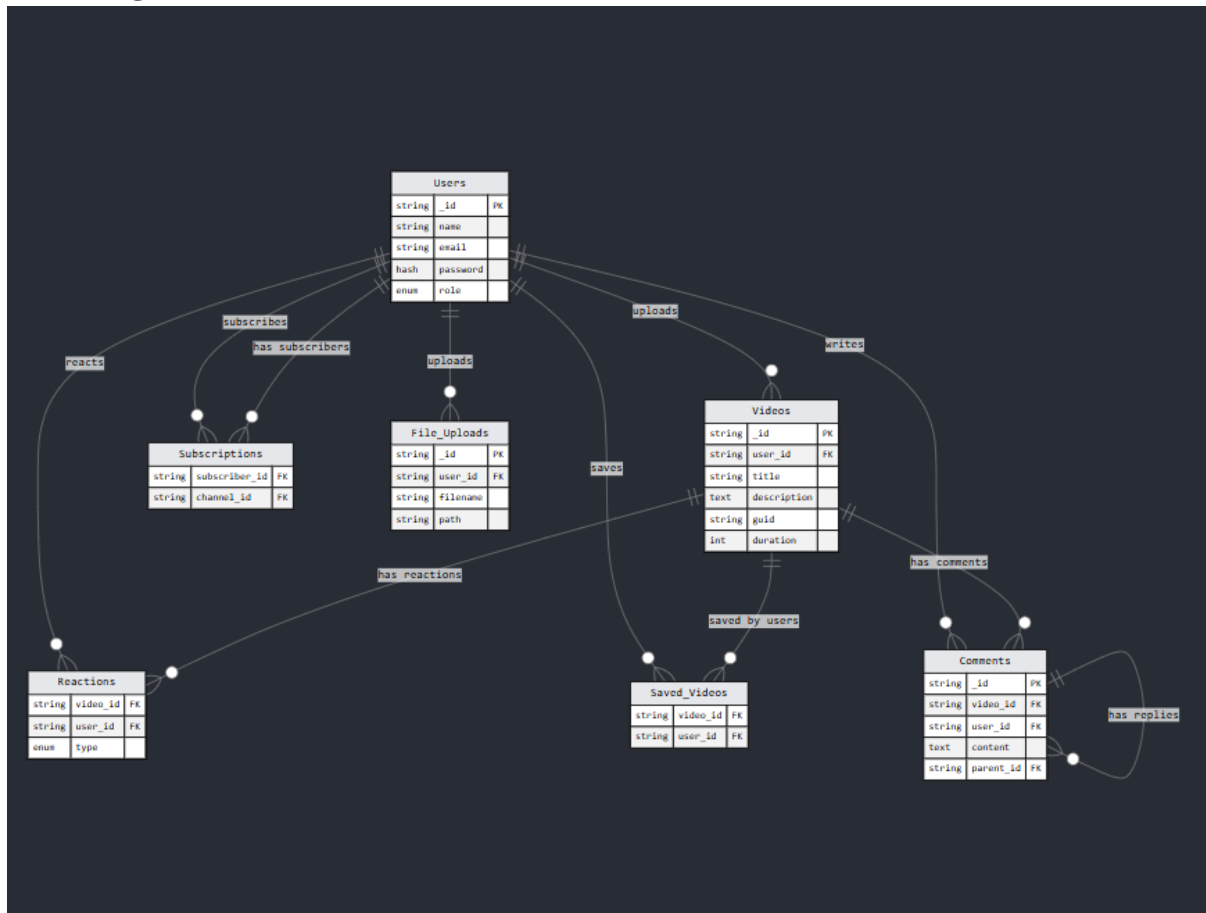 Users
string _id PK
string name
string email
hash password
enum role
subscribes
has subscribers
reacts
uploads
uploads
writes
saves
Subscriptions
string subscriber_id FK
string channel_id FK
File_Uploads
string _id PK
string user_id FK
string filename
string path
Videos
string _id PK
string user_id FK
string title
text description
string guid
int duration
has reactions
has comments
saved by users
Reactions
string video_id FK
string user_id FK
enum type
Saved_Videos
string video_id FK
string user_id FK
Comments
string _id PK
string video_id FK
string user_id FK
text content
string parent_id FK
has replies